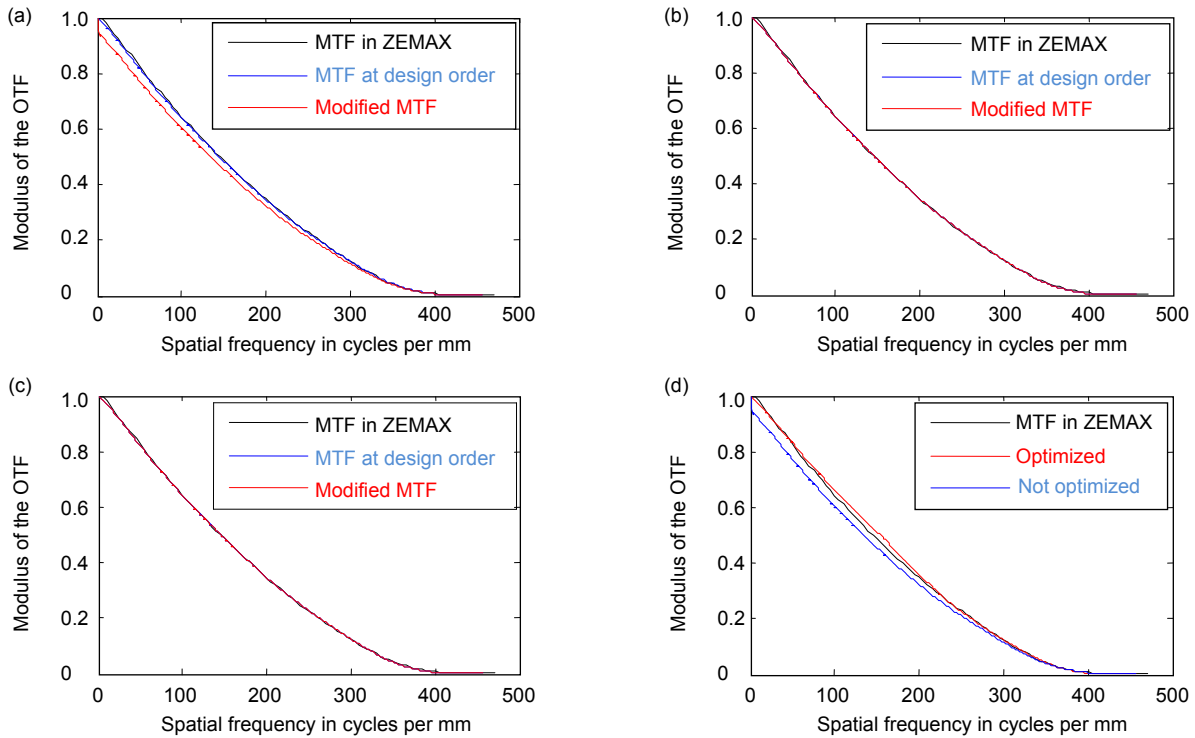 (a)
1.0
0.8
0.6
0.4
0.2
0
Modulus of the OTF
MTF in ZEMAX
MTF at design order
Modified MTF
0 100 200 300 400 500
Spatial frequency in cycles per mm
(b)
1.0
0.8
0.6
0.4
0.2
0
Modulus of the OTF
MTF in ZEMAX
MTF at design order
Modified MTF
0 100 200 300 400 500
Spatial frequency in cycles per mm
(c)
1.0
0.8
0.6
0.4
0.2
0
Modulus of the OTF
MTF in ZEMAX
MTF at design order
Modified MTF
0 100 200 300 400 500
Spatial frequency in cycles per mm
(d)
1.0
0.8
0.6
0.4
0.2
0
Modulus of the OTF
MTF in ZEMAX
Optimized
Not optimized
0 100 200 300 400 500
Spatial frequency in cycles per mm